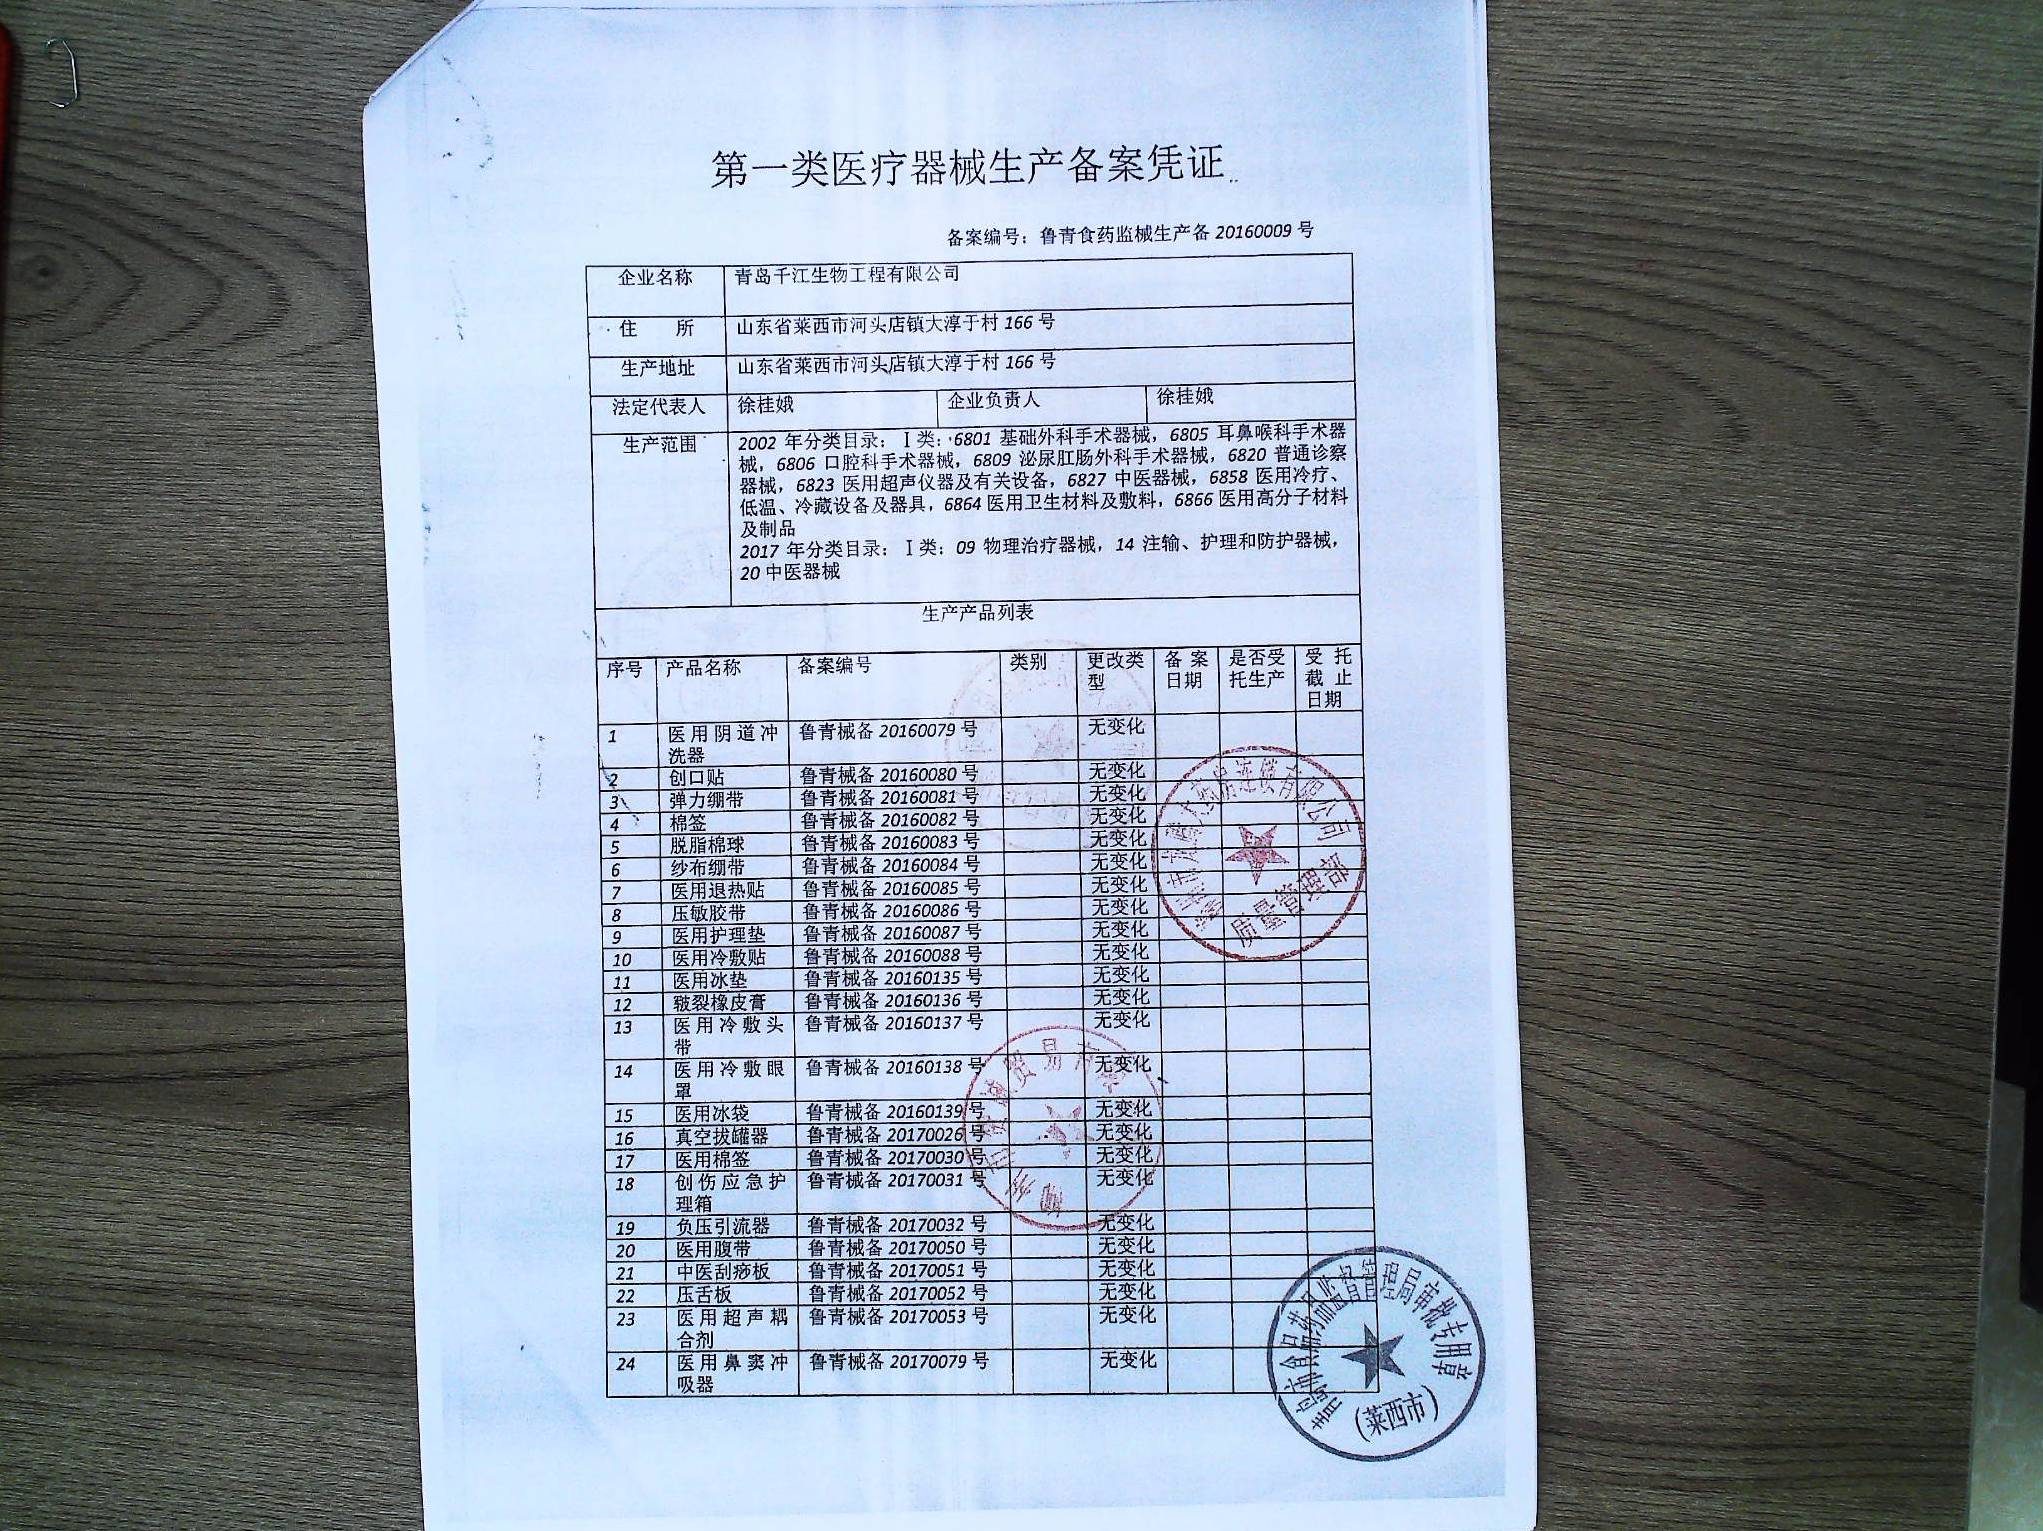 第一类医疗器械生产备案凭证
备案编号：鲁青食药监械生产备 20160009 号
企业名称 青岛千江生物工程有限公司
住 所 山东省莱西市河头店镇大淳于村 166 号
生产地址 山东省莱西市河头店镇大淳于村 166 号
法定代表人 徐桂娥 企业负责人 徐桂娥
生产范围 2002 年分类目录：Ⅰ类：6801 基础外科手术器械，6805 耳鼻喉科手术器
械，6806 口腔科手术器械，6809 泌尿肛肠外科手术器械，6820 普通诊察
器械，6823 医用超声仪器及有关设备，6827 中医器械，6858 医用冷疗、
低温、冷藏设备及器具，6864 医用卫生材料及敷料，6866 医用高分子材料
及制品
2017 年分类目录：Ⅰ类：09 物理治疗器械，14 注输、护理和防护器械，
20 中医器械
生产产品列表
序号 产品名称 备案编号 类别 更改类 备案 是否受 受托
型 日期 托生产 截止
日期
1 医用阴道冲 鲁青械备 20160079 号 无变化
洗器
2 创口贴 鲁青械备 20160080 号 无变化
3 弹力绷带 鲁青械备 20160081 号 无变化
4 棉签 鲁青械备 20160082 号 无变化
5 脱脂棉球 鲁青械备 20160083 号 无变化
6 纱布绷带 鲁青械备 20160084 号 无变化
7 医用退热贴 鲁青械备 20160085 号 无变化
8 压敏胶带 鲁青械备 20160086 号 无变化
9 医用护理垫 鲁青械备 20160087 号 无变化
10 医用冷敷贴 鲁青械备 20160088 号 无变化
11 医用冰垫 鲁青械备 20160135 号 无变化
12 皲裂橡皮膏 鲁青械备 20160136 号 无变化
13 医用冷敷头 鲁青械备 20160137 号 无变化
带
14 医用冷敷眼 鲁青械备 20160138 号 无变化
罩
15 医用冰袋 鲁青械备 20160139 号 无变化
16 真空拔罐器 鲁青械备 20170026 号 无变化
17 医用棉签 鲁青械备 20170030 号 无变化
18 创伤应急护 鲁青械备 20170031 号 无变化
理箱
19 负压引流器 鲁青械备 20170032 号 无变化
20 医用腹带 鲁青械备 20170050 号 无变化
21 中医刮痧板 鲁青械备 20170051 号 无变化
22 压舌板 鲁青械备 20170052 号 无变化
23 医用超声耦 鲁青械备 20170053 号 无变化
合剂
24 医用鼻窦冲 鲁青械备 20170079 号 无变化
吸器
药房连锁有限公司
质量管理部
贸易有限
青岛市食品药品监督管理局审批专用章
（莱西市）